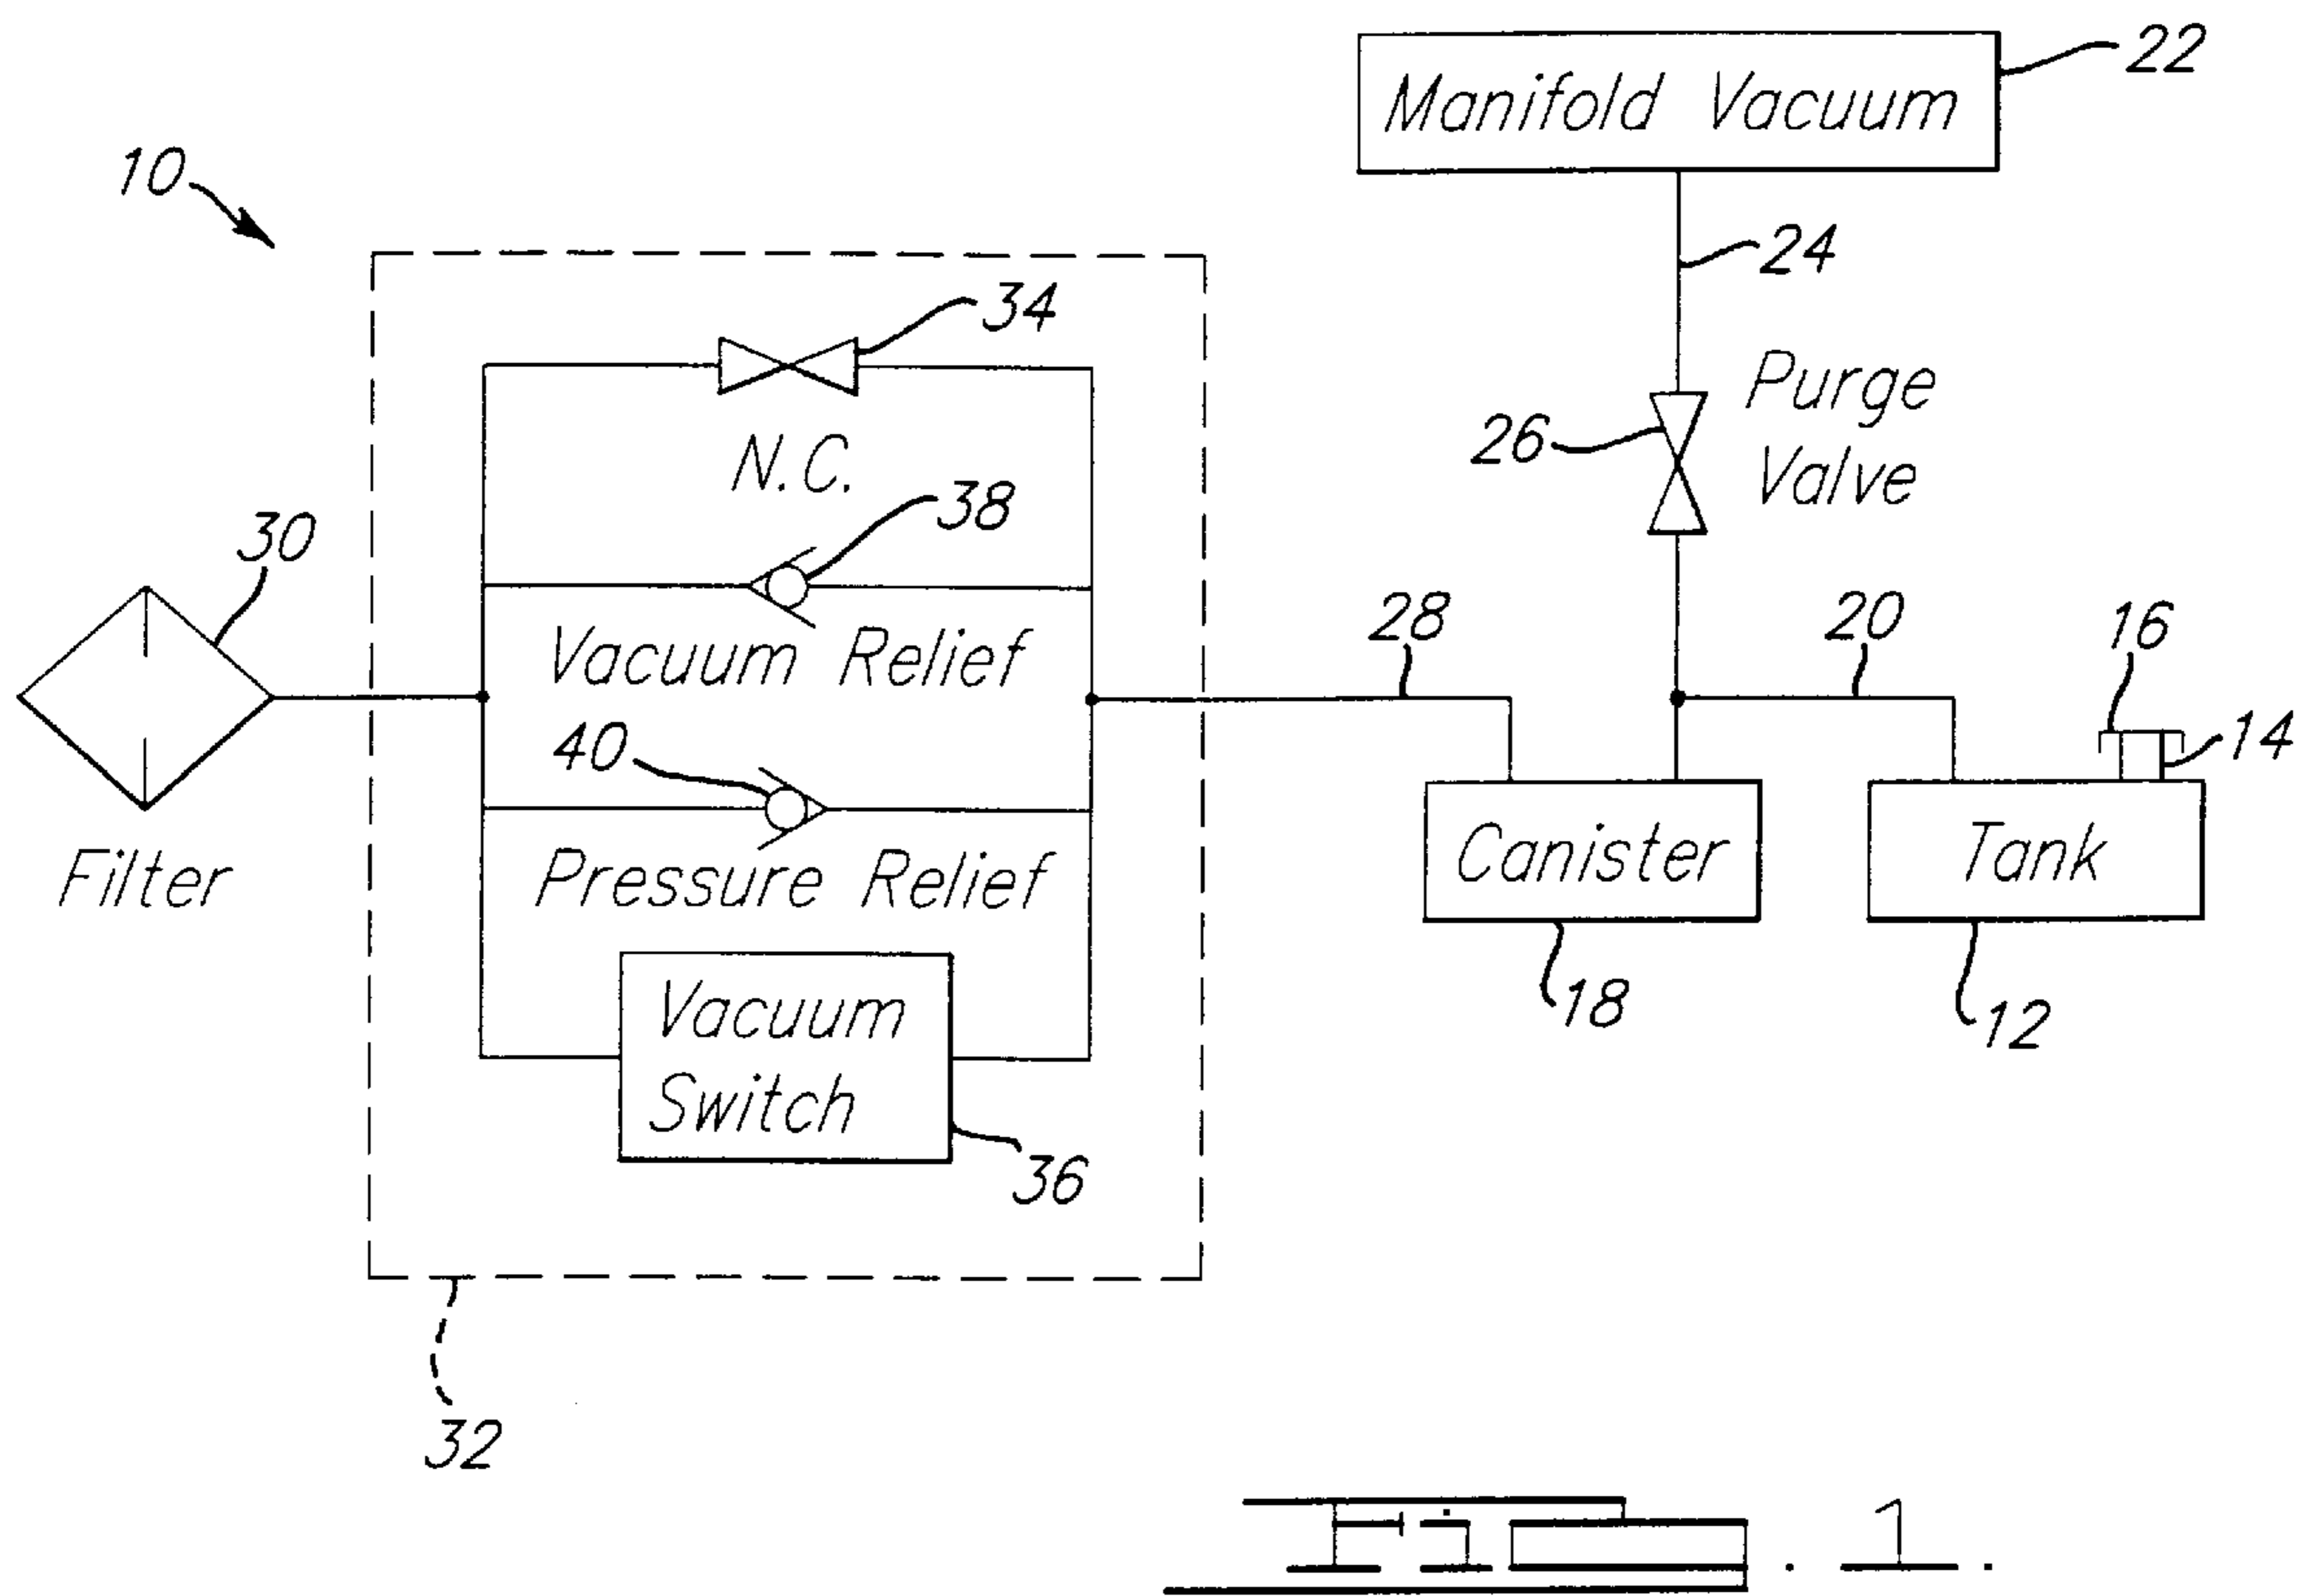 22
Manifold Vacuum
10
24
34
Purge
Valve
26
N.C.
38
30
28
20
16
Vacuum Relief
40
14
Filter
Pressure Relief
Canister
Tank
Vacuum
Switch
18
12
36
32
Fig. 1.